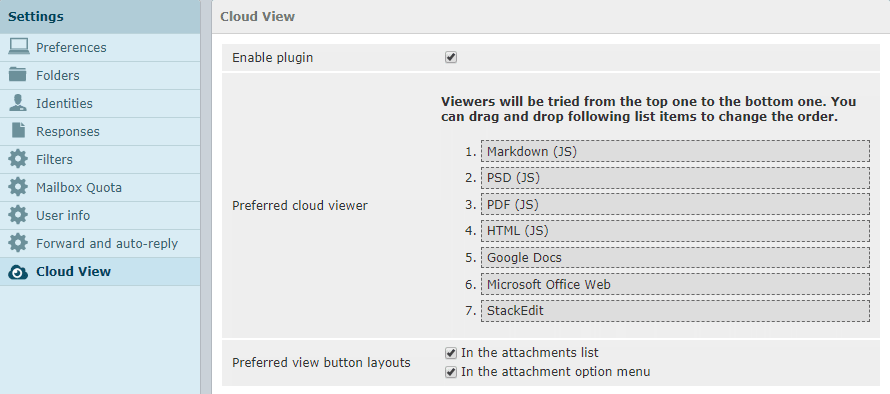 Settings
Preferences
Folders
Identities
Responses
Filters
Mailbox Quota
User info
Forward and auto-reply
Cloud View
Cloud View
Enable plugin
Preferred cloud viewer
Viewers will be tried from the top one to the bottom one. You
can drag and drop following list items to change the order.
1. Markdown (JS)
2. PSD (JS)
3. PDF (JS)
4. HTML (JS)
5. Google Docs
6. Microsoft Office Web
7. StackEdit
Preferred view button layouts
In the attachments list
In the attachment option menu